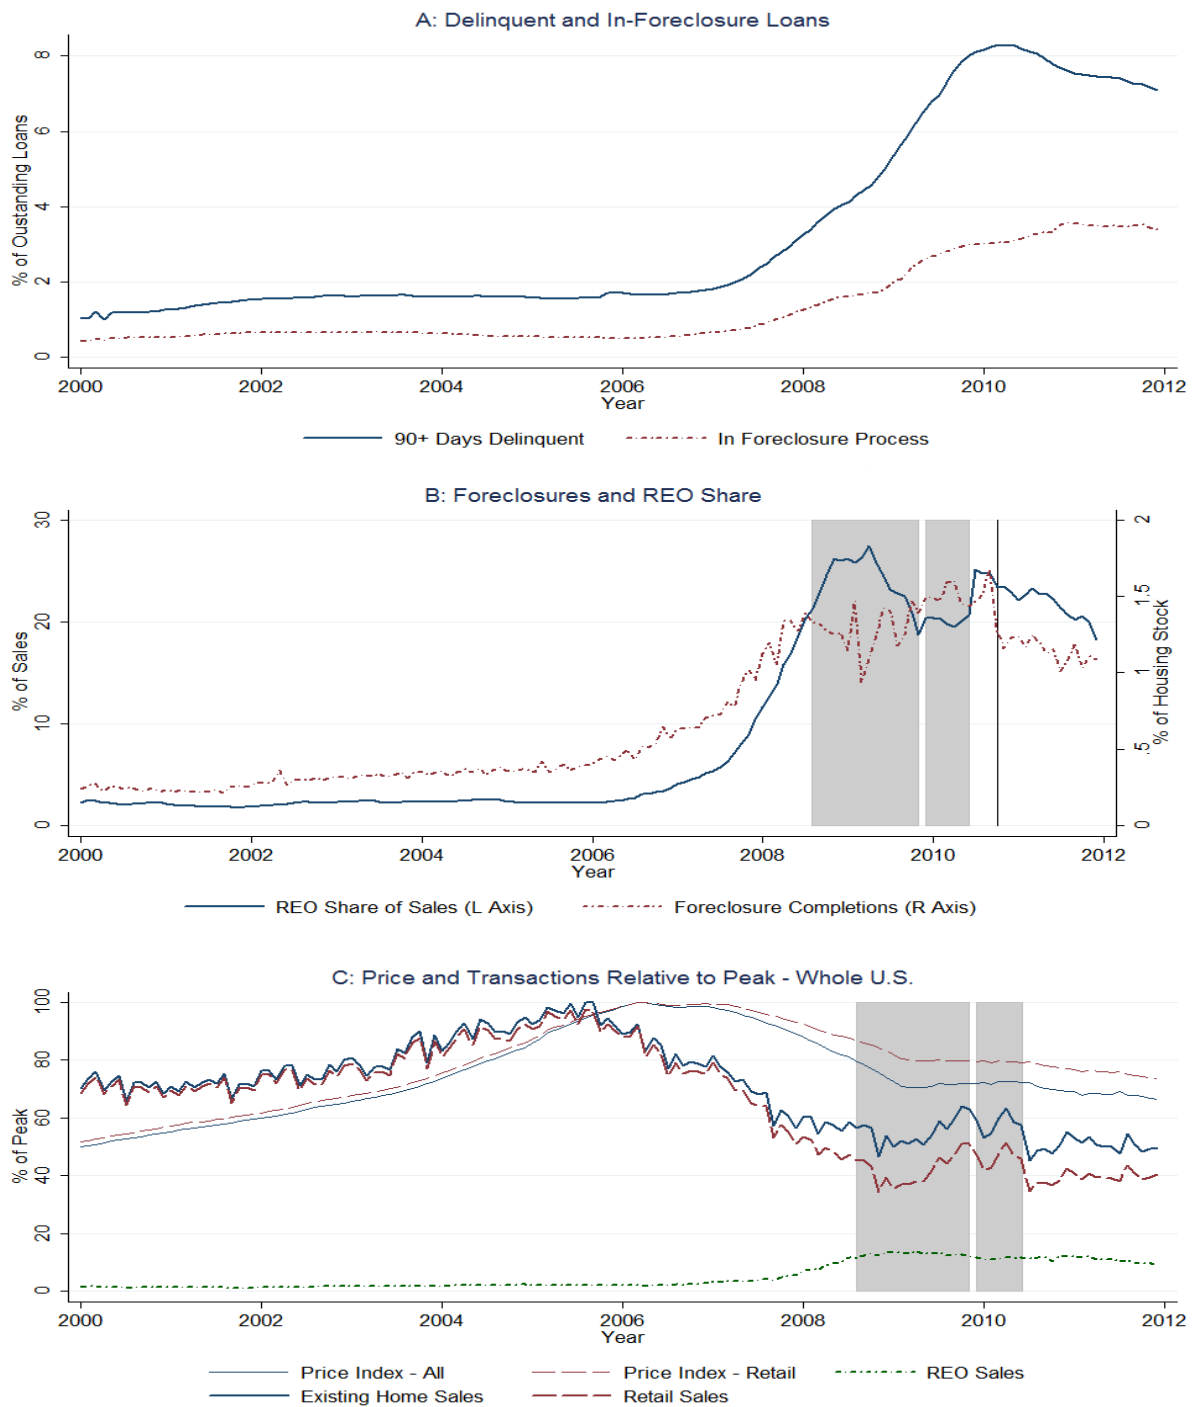 A: Delinquent and In-Foreclosure Loans
% of Oustanding Loans
8
6
4
2
0
2000 2002 2004 2006 2008 2010 2012
Year
90+ Days Delinquent In Foreclosure Process
B: Foreclosures and REO Share
% of Sales
30
20
10
0
% of Housing Stock
2
1.5
1
.5
0
2000 2002 2004 2006 2008 2010 2012
Year
REO Share of Sales (L Axis) Foreclosure Completions (R Axis)
C: Price and Transactions Relative to Peak - Whole U.S.
% of Peak
100
80
60
40
20
0
2000 2002 2004 2006 2008 2010 2012
Year
Price Index - All Price Index - Retail REO Sales
Existing Home Sales Retail Sales